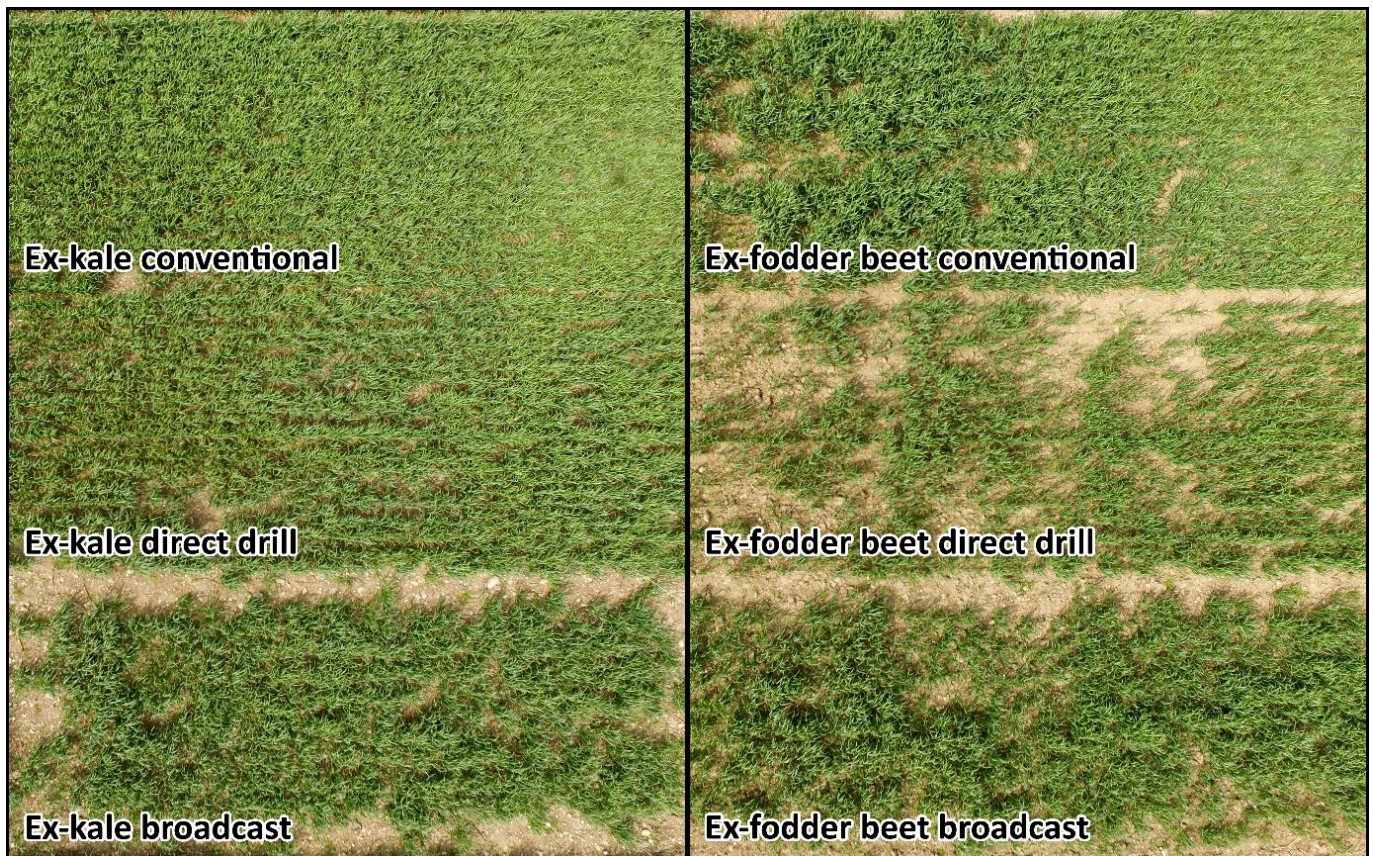 Ex-kale conventional
Ex-fodder beet conventional
Ex-kale direct drill
Ex-fodder beet direct drill
Ex-kale broadcast
Ex-fodder beet broadcast